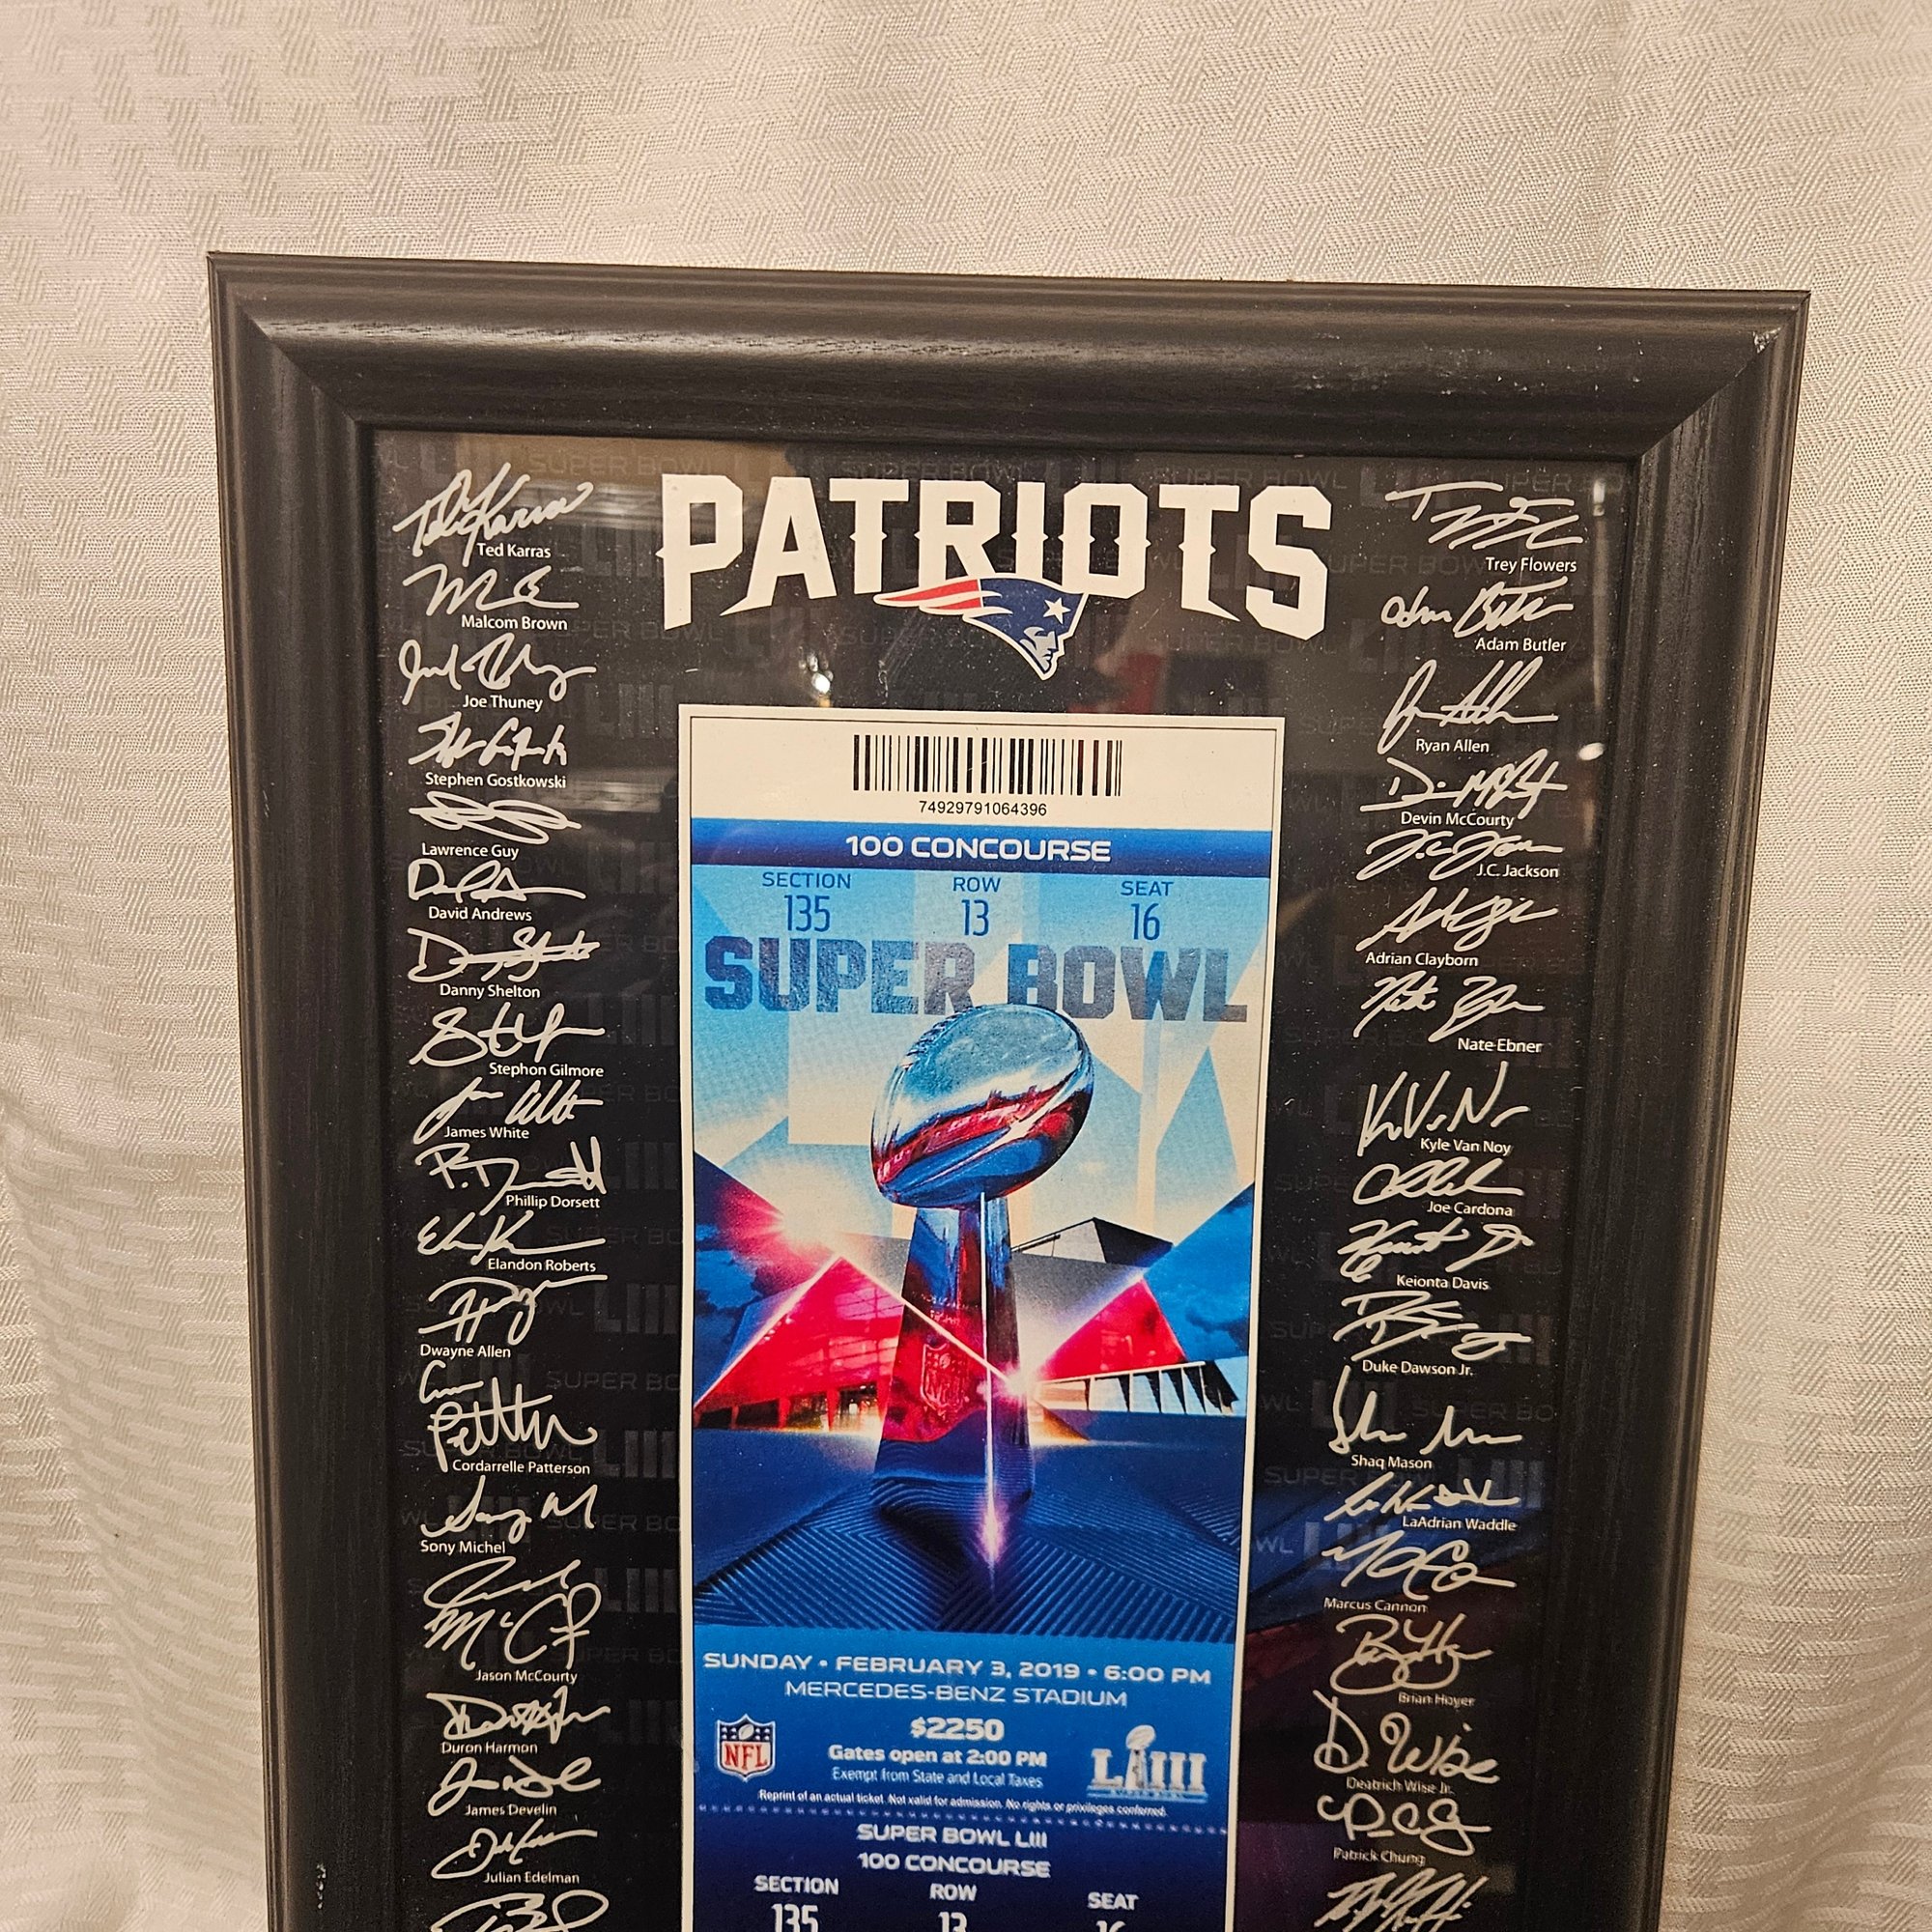 PATRIOTS
Ted Karras
Malcom Brown
Joe Thuney
Stephen Gostkowski
Lawrence Guy
David Andrews
Danny Shelton
Stephon Gilmore
James White
Phillip Dorsett
Elandon Roberts
Dwayne Allen
Cordarrelle Patterson
Sony Michel
Jason McCourty
Duron Harmon
James Develin
Julian Edelman
74929791064396
100 CONCOURSE
SECTION ROW SEAT
135 13 16
SUPER BOWL
SUNDAY • FEBRUARY 3, 2019 • 6:00 PM
MERCEDES-BENZ STADIUM
$2250
Gates open at 2:00 PM
Exempt from State and Local Taxes
NFL
LIII
SUPER BOWL
Reprint of an actual ticket. Not valid for admission. No rights or privileges conferred.
SUPER BOWL LIII
100 CONCOURSE
SECTION ROW SEAT
135 13 16
Trey Flowers
Adam Butler
Ryan Allen
Devin McCourty
J.C. Jackson
Adrian Clayborn
Nate Ebner
Kyle Van Noy
Joe Cardona
Keionta Davis
Duke Dawson Jr.
Shaq Mason
LaAdrian Waddle
Marcus Cannon
Brian Hoyer
Deatrich Wise Jr.
Patrick Chung